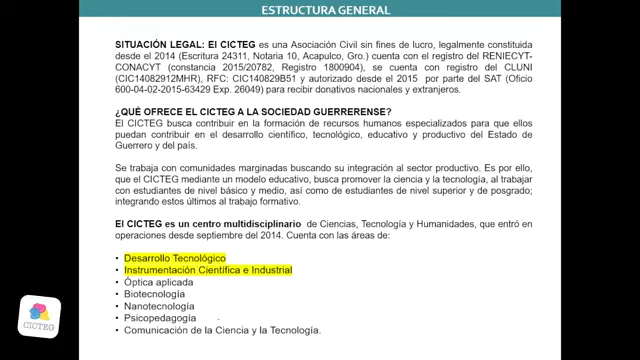 ESTRUCTURA GENERAL
SITUACIÓN LEGAL: El CICTEG es una Asociación Civil sin fines de lucro, legalmente constituida
desde el 2014 (Escritura 24311, Notaria 10, Acapulco, Gro.) cuenta con el registro del RENIECYT-
CONACYT (constancia 2015/20782, Registro 1800904), se cuenta con registro del CLUNI
(CIC14082912MHR), RFC: CIC140829B51 y autorizado desde el 2015 por parte del SAT (Oficio
600-04-02-2015-63429 Exp. 26049) para recibir donativos nacionales y extranjeros.
¿QUÉ OFRECE EL CICTEG A LA SOCIEDAD GUERRERENSE?
El CICTEG busca contribuir en la formación de recursos humanos especializados para que ellos
puedan contribuir en el desarrollo científico, tecnológico, educativo y productivo del Estado de
Guerrero y del país.
Se trabaja con comunidades marginadas buscando su integración al sector productivo. Es por ello,
que el CICTEG mediante un modelo educativo, busca promover la ciencia y la tecnología, al trabajar
con estudiantes de nivel básico y medio, así como de estudiantes de nivel superior y de posgrado;
integrando estos últimos al trabajo formativo.
El CICTEG es un centro multidisciplinario de Ciencias, Tecnología y Humanidades, que entró en
operaciones desde septiembre del 2014. Cuenta con las áreas de:
• Desarrollo Tecnológico
• Instrumentación Científica e Industrial
• Óptica aplicada
• Biotecnología
• Nanotecnología
• Psicopedagogía
• Comunicación de la Ciencia y la Tecnología.
CICTEG